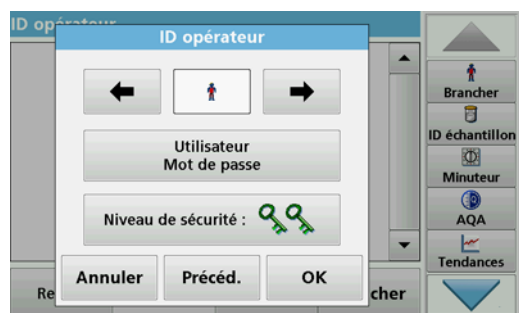 ID opérateur
ID opérateur
Utilisateur
Mot de passe
Niveau de sécurité :
Annuler
Précéd.
OK
Brancher
ID échantillon
Minuteur
AQA
Tendances